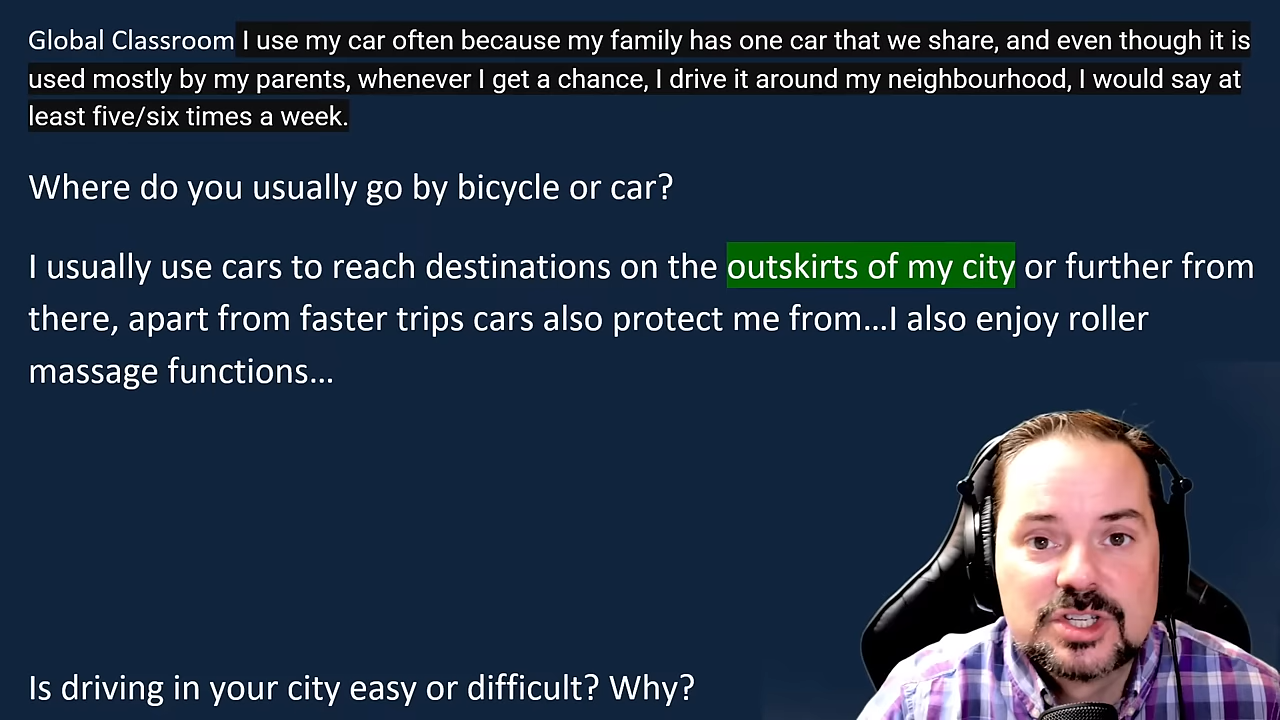 Global Classroom I use my car often because my family has one car that we share, and even though it is
used mostly by my parents, whenever I get a chance, I drive it around my neighbourhood, I would say at
least five/six times a week.
Where do you usually go by bicycle or car?
I usually use cars to reach destinations on the outskirts of my city or further from
there, apart from faster trips cars also protect me from...I also enjoy roller
massage functions...
Is driving in your city easy or difficult? Why?